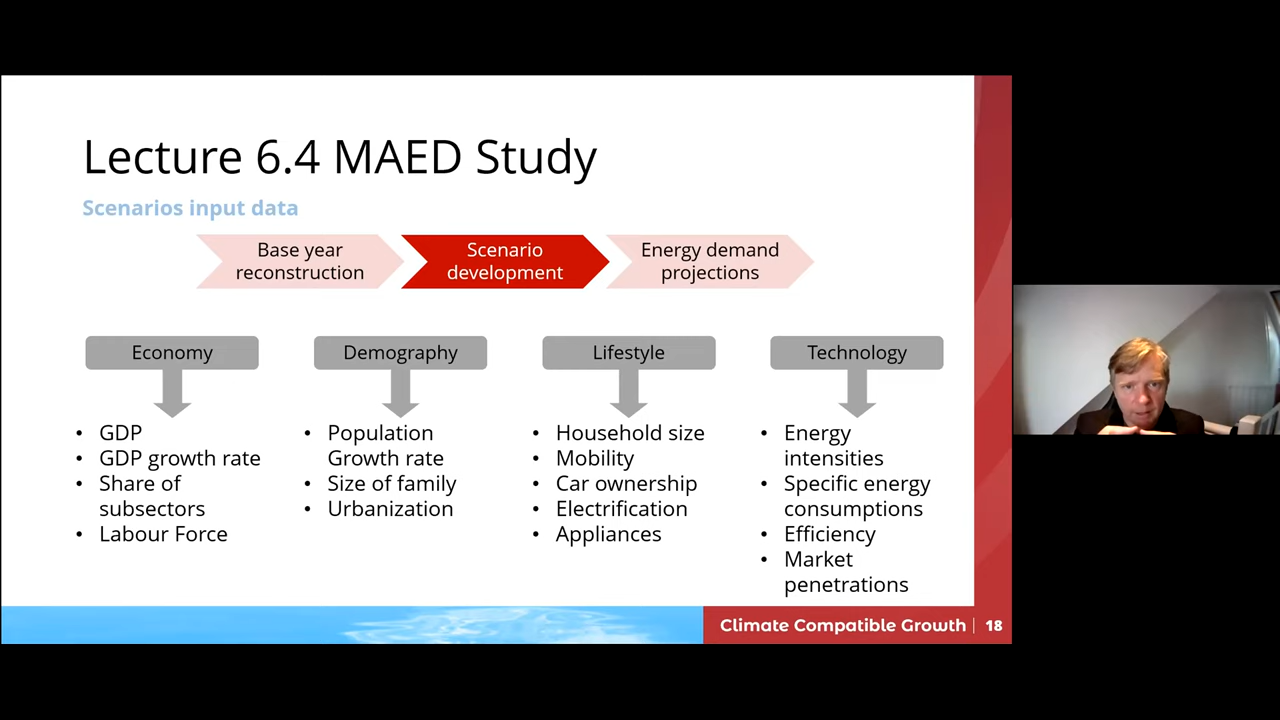 Lecture 6.4 MAED Study
Scenarios input data
Base year
reconstruction
Scenario
development
Energy demand
projections
Economy
• GDP
• GDP growth rate
• Share of
subsectors
• Labour Force
Demography
• Population
Growth rate
• Size of family
• Urbanization
Lifestyle
• Household size
• Mobility
• Car ownership
• Electrification
• Appliances
Technology
• Energy
intensities
• Specific energy
consumptions
• Efficiency
• Market
penetrations
Climate Compatible Growth | 18